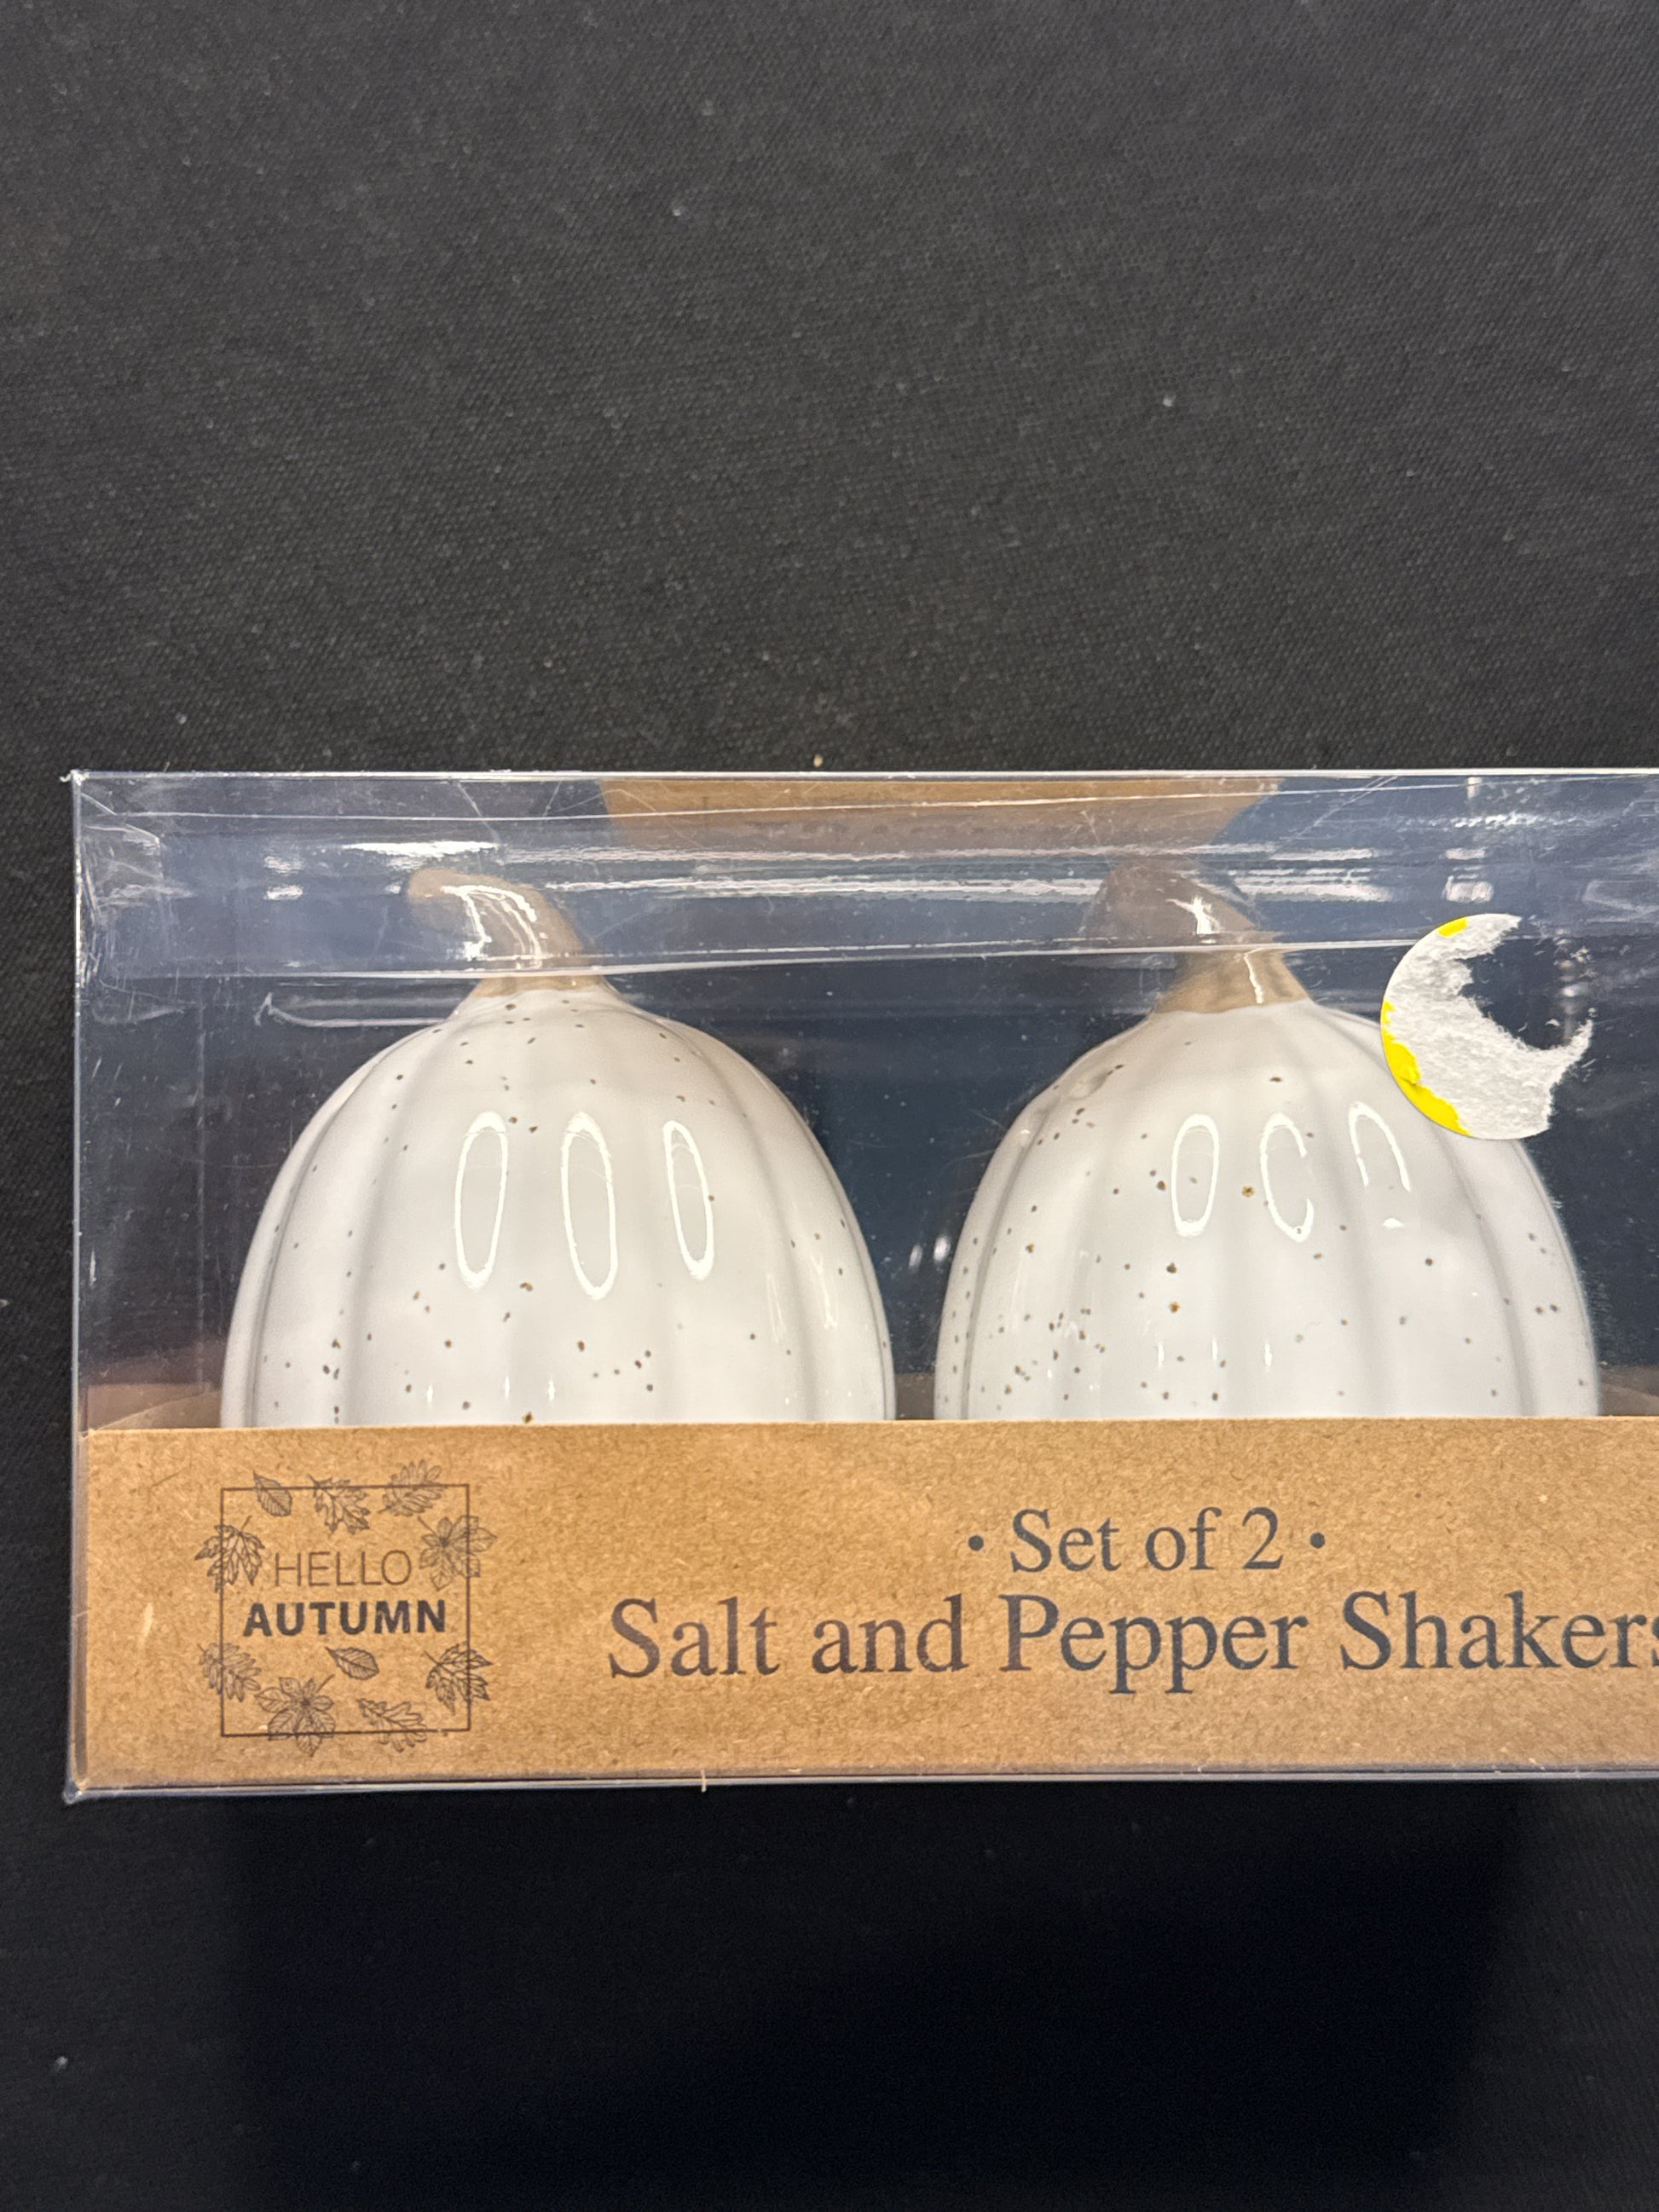 HELLO
AUTUMN
• Set of 2 •
Salt and Pepper Shakers